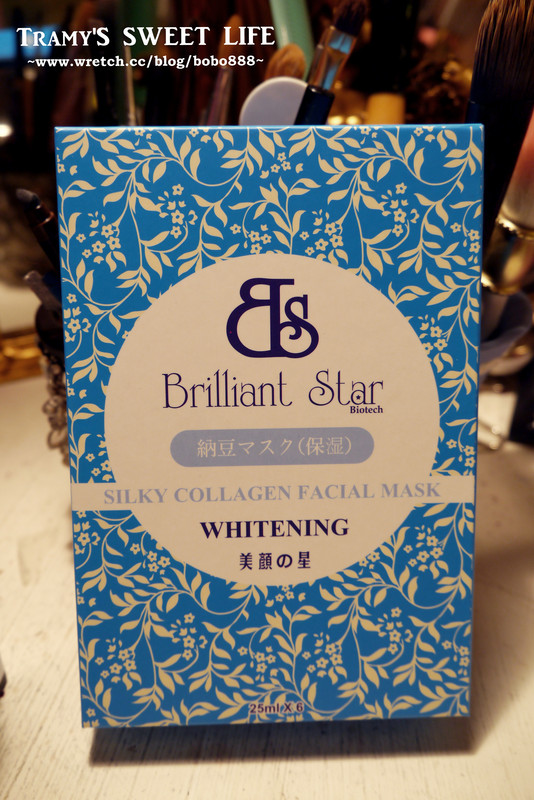 TRAMY'S SWEET LIFE
~www.wretch.cc/blog/bobo888~
Bs
Brilliant Star
Biotech
納豆マスク(保湿)
SILKY COLLAGEN FACIAL MASK
WHITENING
美顔の星
25ml X 6